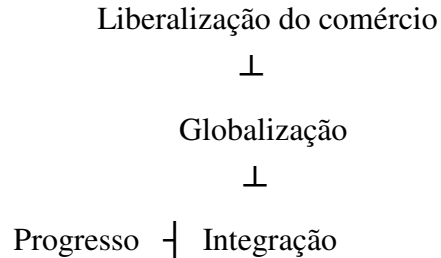 Liberalização do comércio
⊥
Globalização
⊥
Progresso ┤ Integração